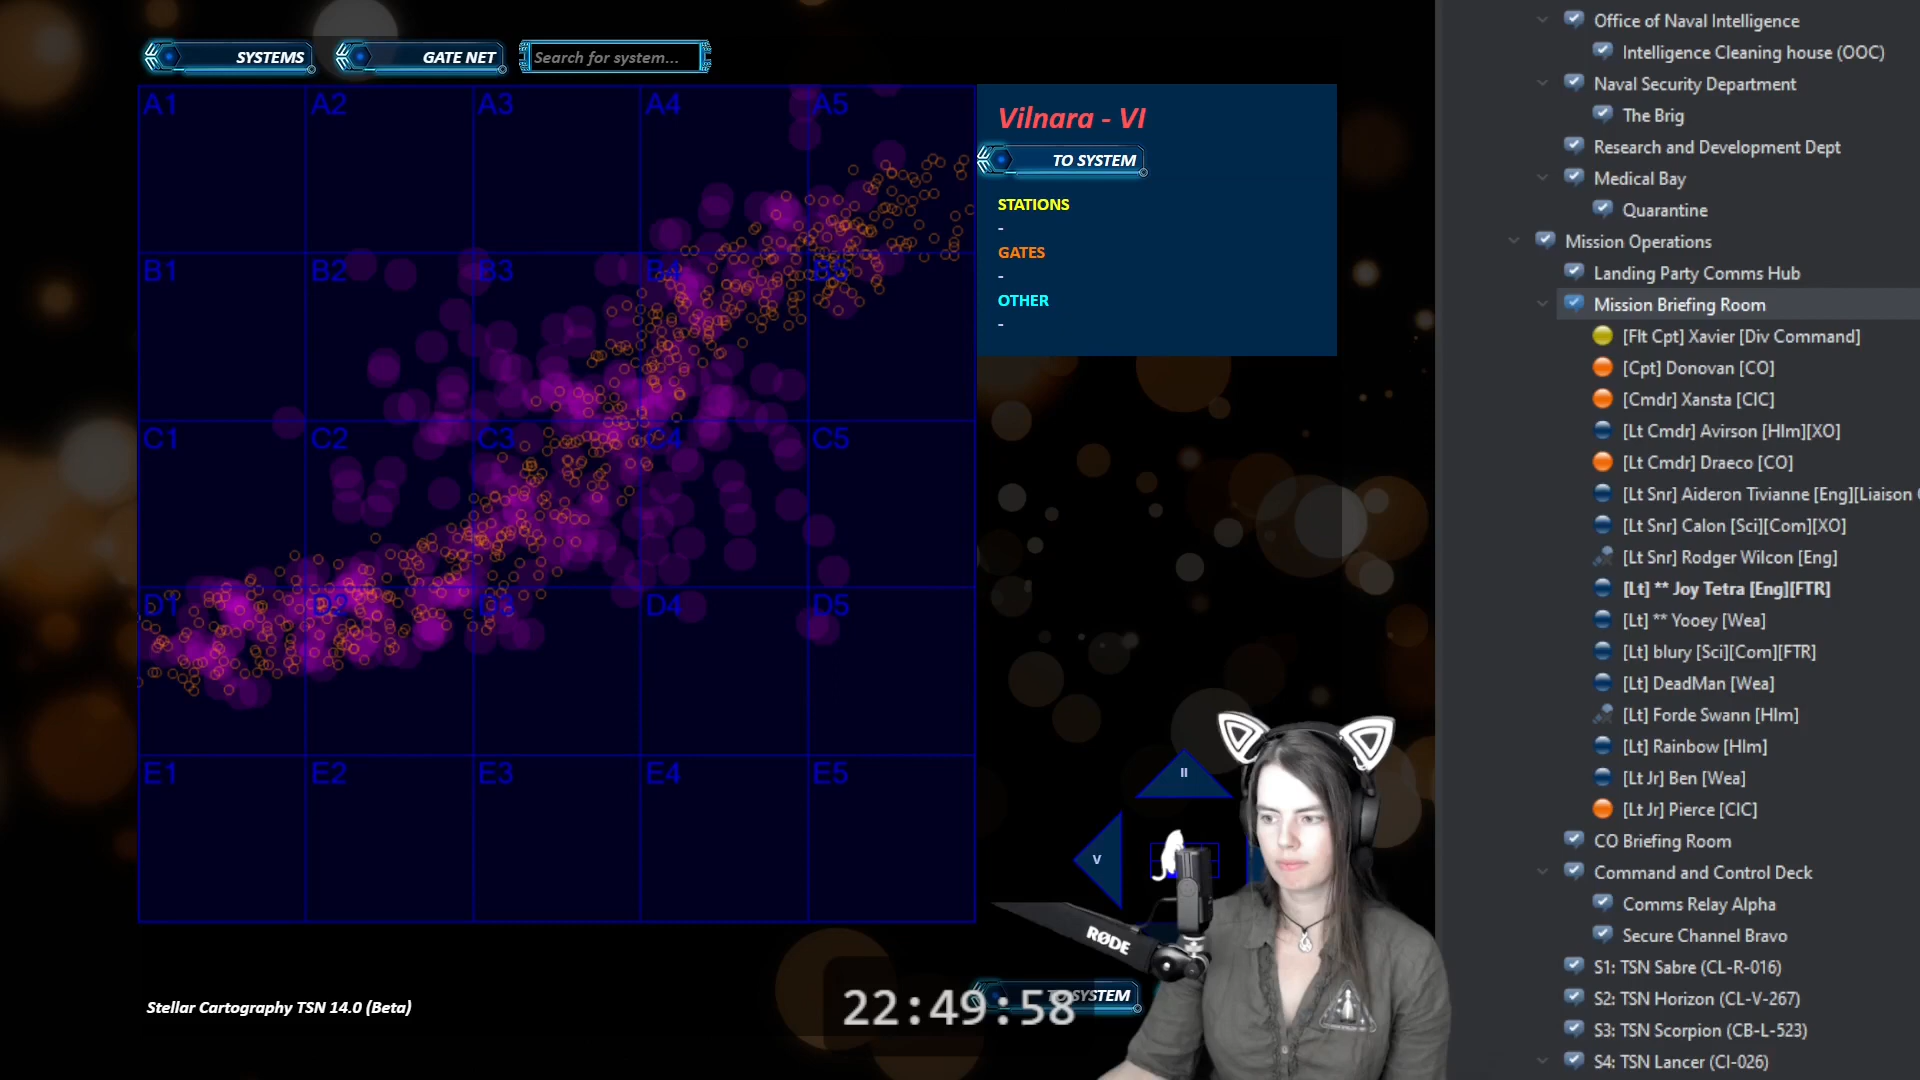 SYSTEMS
GATE NET
Search for system...
A1
A2
A3
A4
A5
B1
B2
B3
B4
B5
C1
C2
C3
C4
C5
D1
D2
D3
D4
D5
E1
E2
E3
E4
E5
Vilnara - VI
TO SYSTEM
STATIONS
-
GATES
-
OTHER
-
II
V
RØDE
Stellar Cartography TSN 14.0 (Beta)
22:49:58
SYSTEM
Office of Naval Intelligence
Intelligence Cleaning house (OOC)
Naval Security Department
The Brig
Research and Development Dept
Medical Bay
Quarantine
Mission Operations
Landing Party Comms Hub
Mission Briefing Room
[Flt Cpt] Xavier [Div Command]
[Cpt] Donovan [CO]
[Cmdr] Xansta [CIC]
[Lt Cmdr] Avirson [Hlm][XO]
[Lt Cmdr] Draeco [CO]
[Lt Snr] Aideron Tivianne [Eng][Liaison
[Lt Snr] Calon [Sci][Com][XO]
[Lt Snr] Rodger Wilcon [Eng]
[Lt] ** Joy Tetra [Eng][FTR]
[Lt] ** Yooey [Wea]
[Lt] blury [Sci][Com][FTR]
[Lt] DeadMan [Wea]
[Lt] Forde Swann [Hlm]
[Lt] Rainbow [Hlm]
[Lt Jr] Ben [Wea]
[Lt Jr] Pierce [CIC]
CO Briefing Room
Command and Control Deck
Comms Relay Alpha
Secure Channel Bravo
S1: TSN Sabre (CL-R-016)
S2: TSN Horizon (CL-V-267)
S3: TSN Scorpion (CB-L-523)
S4: TSN Lancer (CI-026)